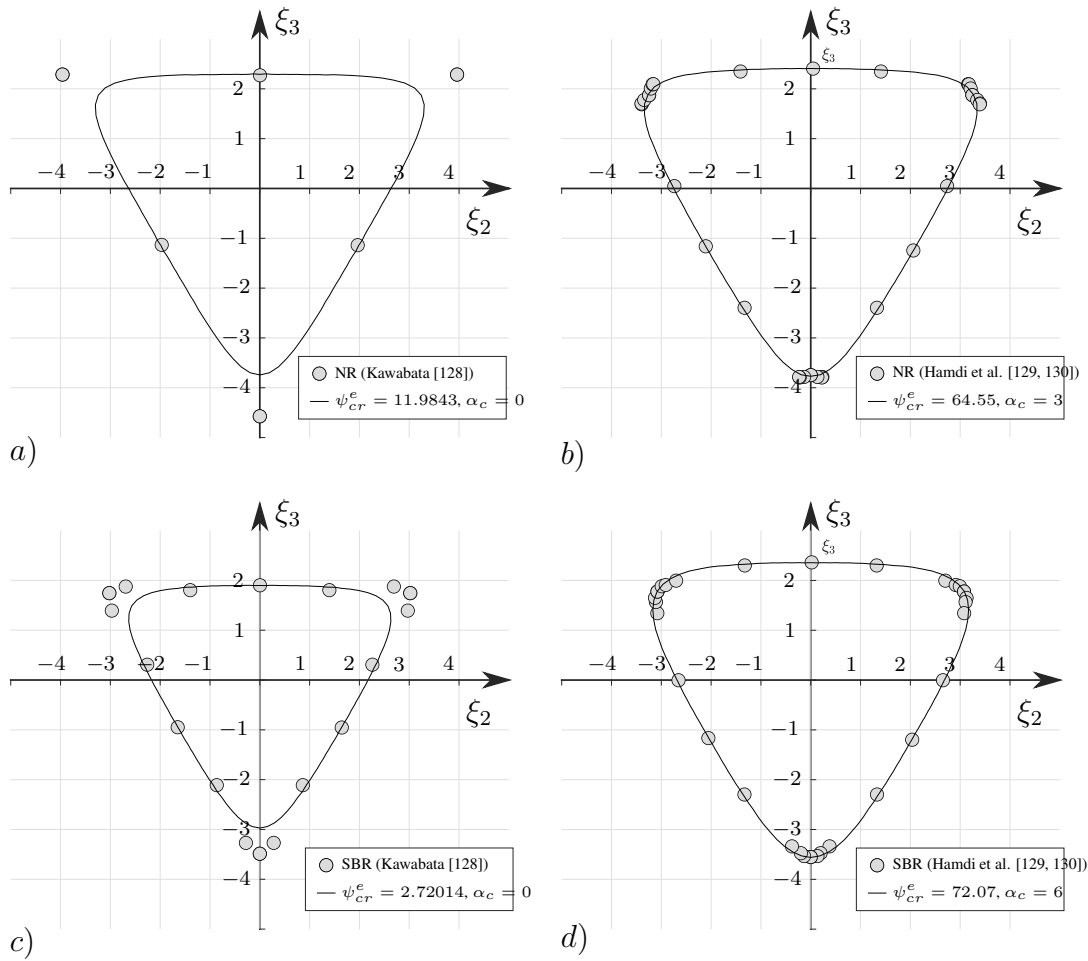 ξ3
2
1
−4 −3 −2 −1 1 2 3 4
ξ2
−1
−2
−3
−4
NR (Kawabata [128])
ψ^e_cr = 11.9843, α_c = 0
a)
ξ3
ξ3
2
1
−4 −3 −2 −1 1 2 3 4
ξ2
−1
−2
−3
−4
NR (Hamdi et al. [129, 130])
ψ^e_cr = 64.55, α_c = 3
b)
ξ3
2
1
−4 −3 −2 −1 1 2 3 4
ξ2
−1
−2
−3
−4
SBR (Kawabata [128])
ψ^e_cr = 2.72014, α_c = 0
c)
ξ3
ξ3
2
1
−4 −3 −2 −1 1 2 3 4
ξ2
−1
−2
−3
−4
SBR (Hamdi et al. [129, 130])
ψ^e_cr = 72.07, α_c = 6
d)